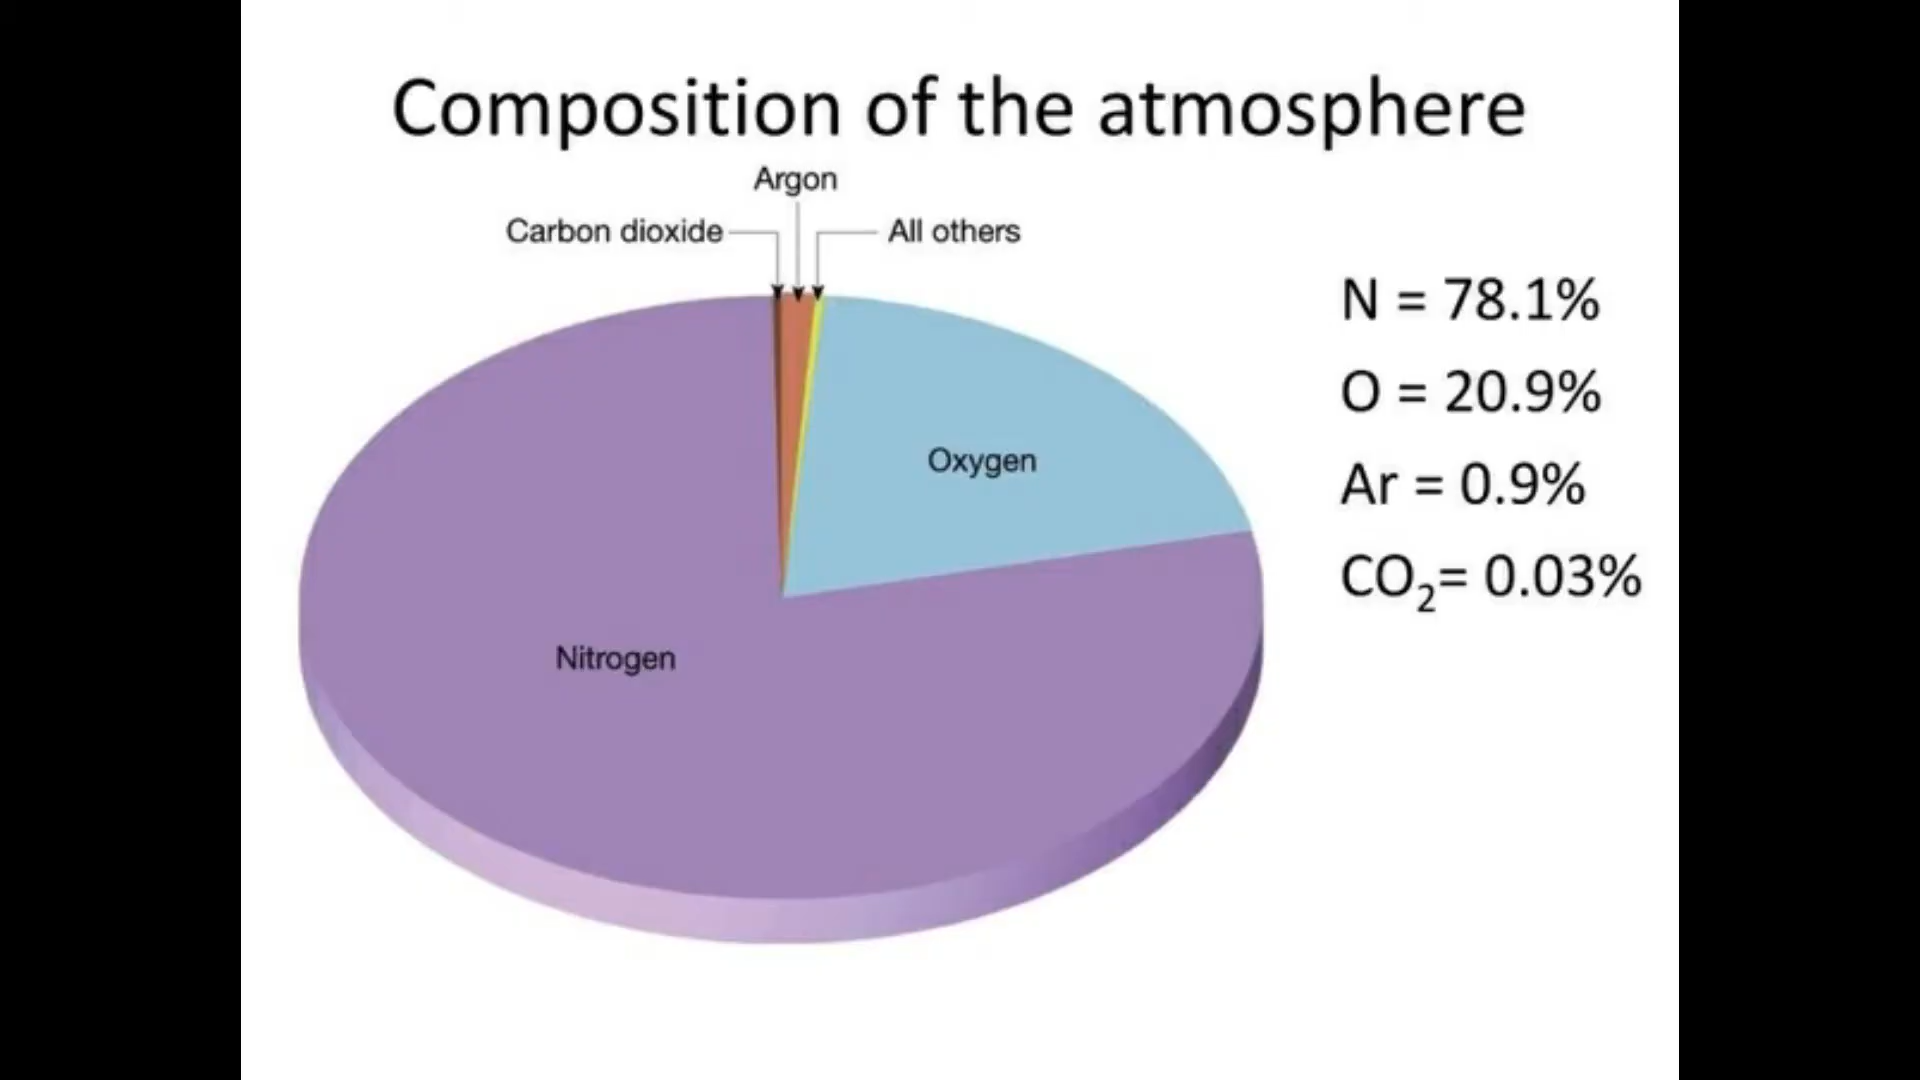 Composition of the atmosphere
Argon
Carbon dioxide
All others
N = 78.1%
O = 20.9%
Oxygen
Ar = 0.9%
CO₂= 0.03%
Nitrogen